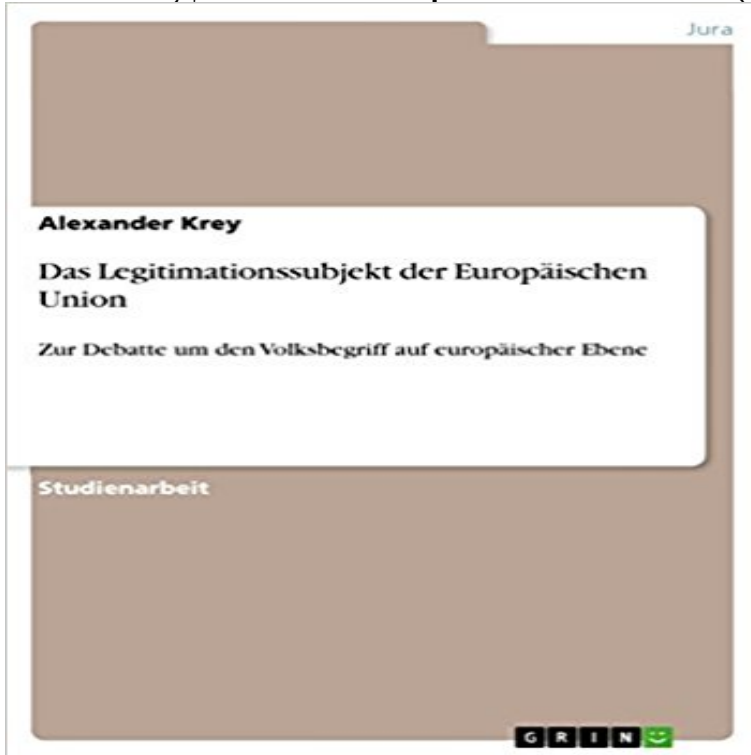 Jura
Alexander Krey
Das Legitimationssubjekt der Europäischen
Union
Zur Debatte um den Volksbegriff auf europäischer Ebene
Studienarbeit
GRIN